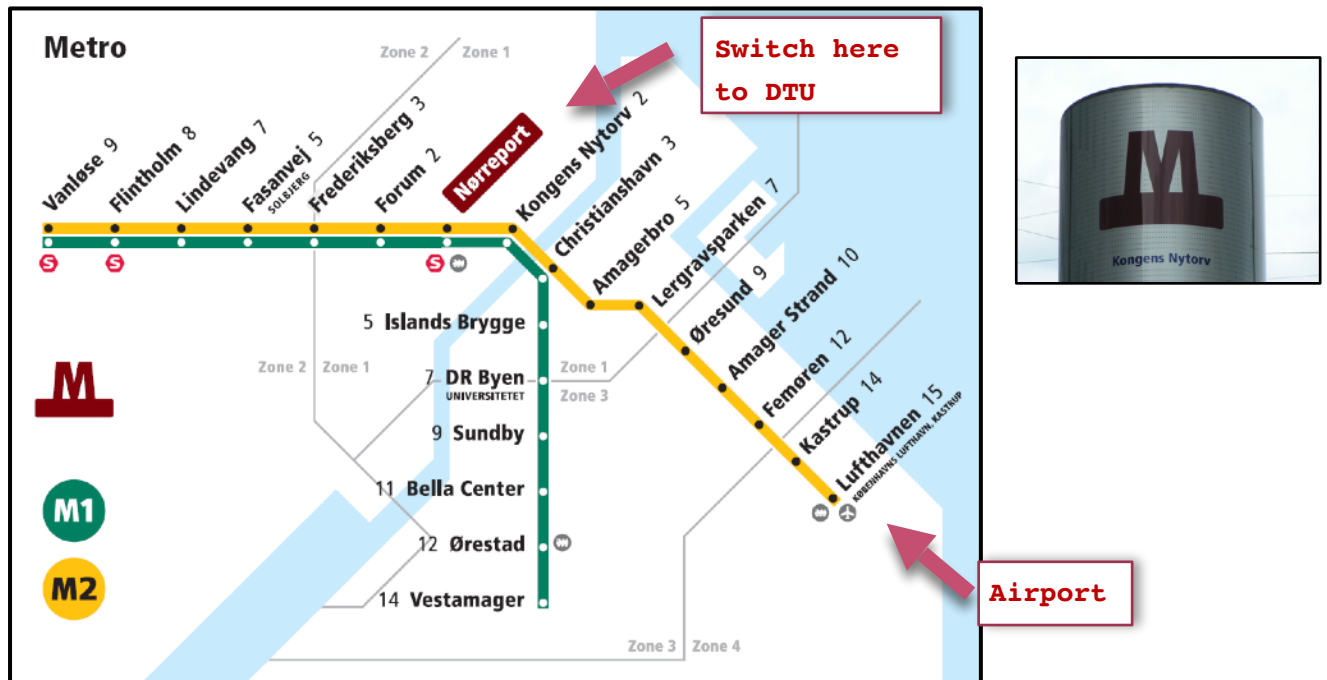 Metro
Zone 2
Zone 1
Switch here
to DTU
Vanløse 9
Flintholm 8
Lindevang 7
Fasanvej 5
SOLBJERG
Frederiksberg 3
Forum 2
Nørreport
Kongens Nytorv 2
Christianshavn 3
Amagerbro 5
Lergravsparken 7
Øresund 9
Amager Strand 10
Femøren 12
Kastrup 14
Lufthavnen 15
KØBENHAVNS LUFTHAVN, KASTRUP
S
S
S
5 Islands Brygge
Zone 2
Zone 1
7 DR Byen
UNIVERSITETET
Zone 1
Zone 3
9 Sundby
11 Bella Center
12 Ørestad
14 Vestamager
M
M1
M2
Zone 3
Zone 4
Airport
M
Kongens Nytorv